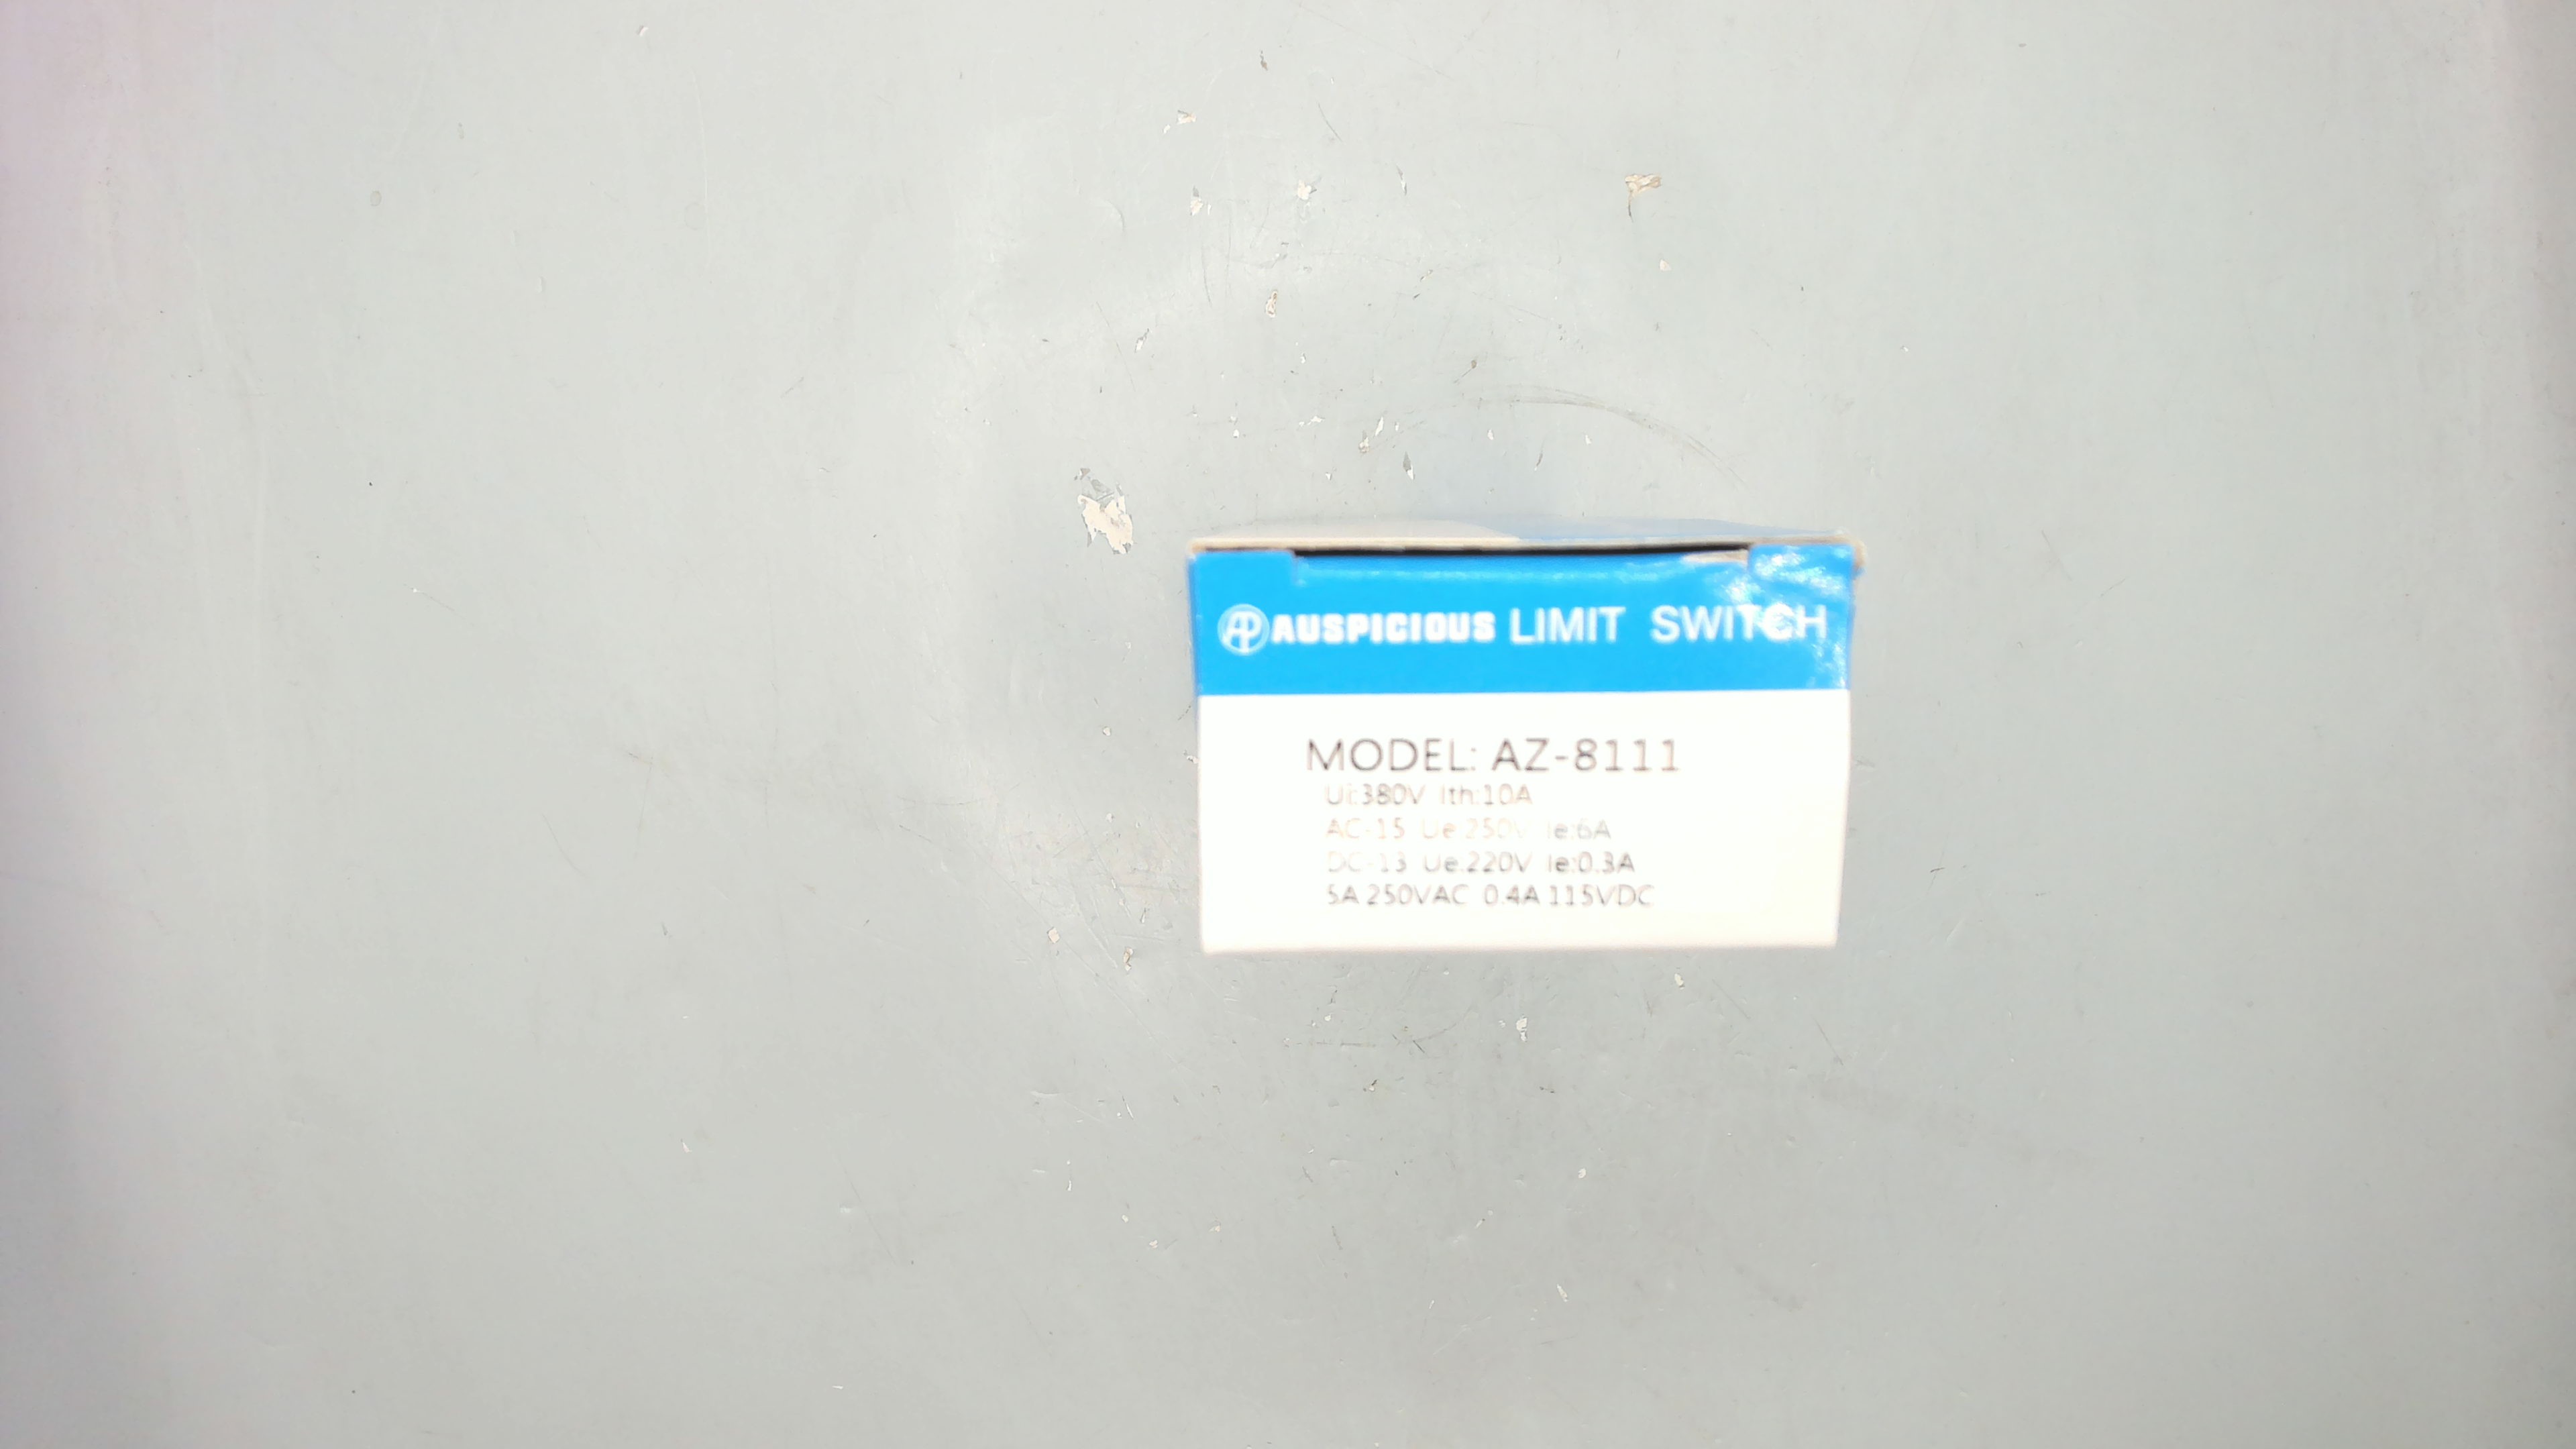 AP AUSPICIOUS LIMIT SWITCH
MODEL: AZ-8111
Ui:380V Ith:10A
AC-15 Ue:250V Ie:6A
DC-13 Ue:220V Ie:0.3A
5A 250VAC 0.4A 115VDC